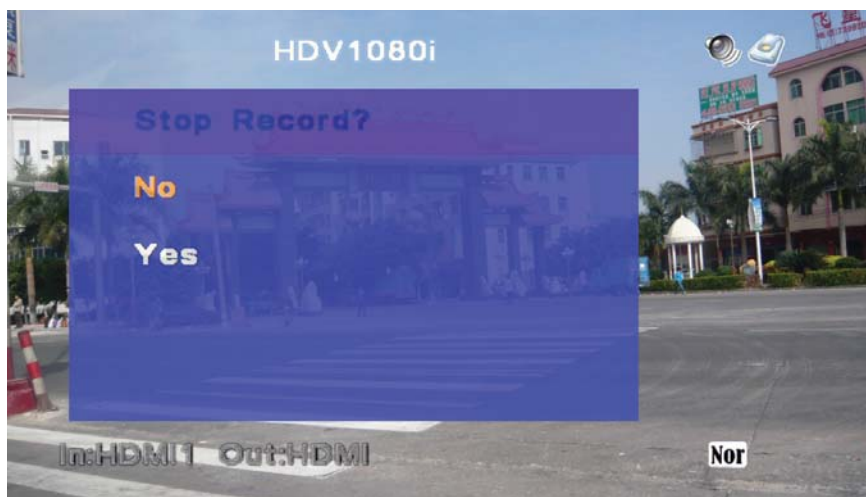 HDV1080i
Stop Record?
No
Yes
In:HDMI1 Out:HDMI
Nor